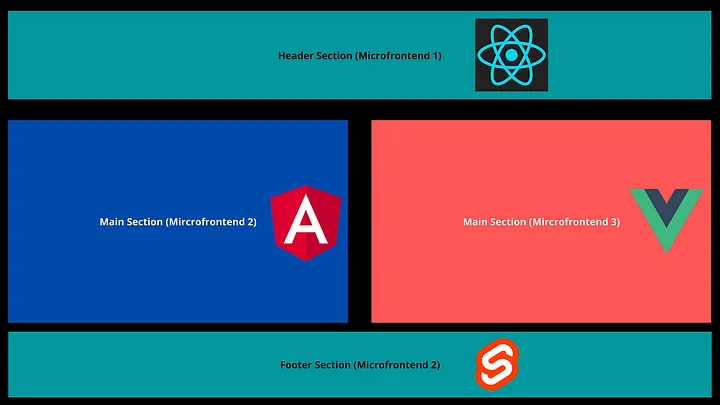 Header Section (Microfrontend 1)
Main Section (Mircrofrontend 2)
Main Section (Mircrofrontend 3)
Footer Section (Microfrontend 2)